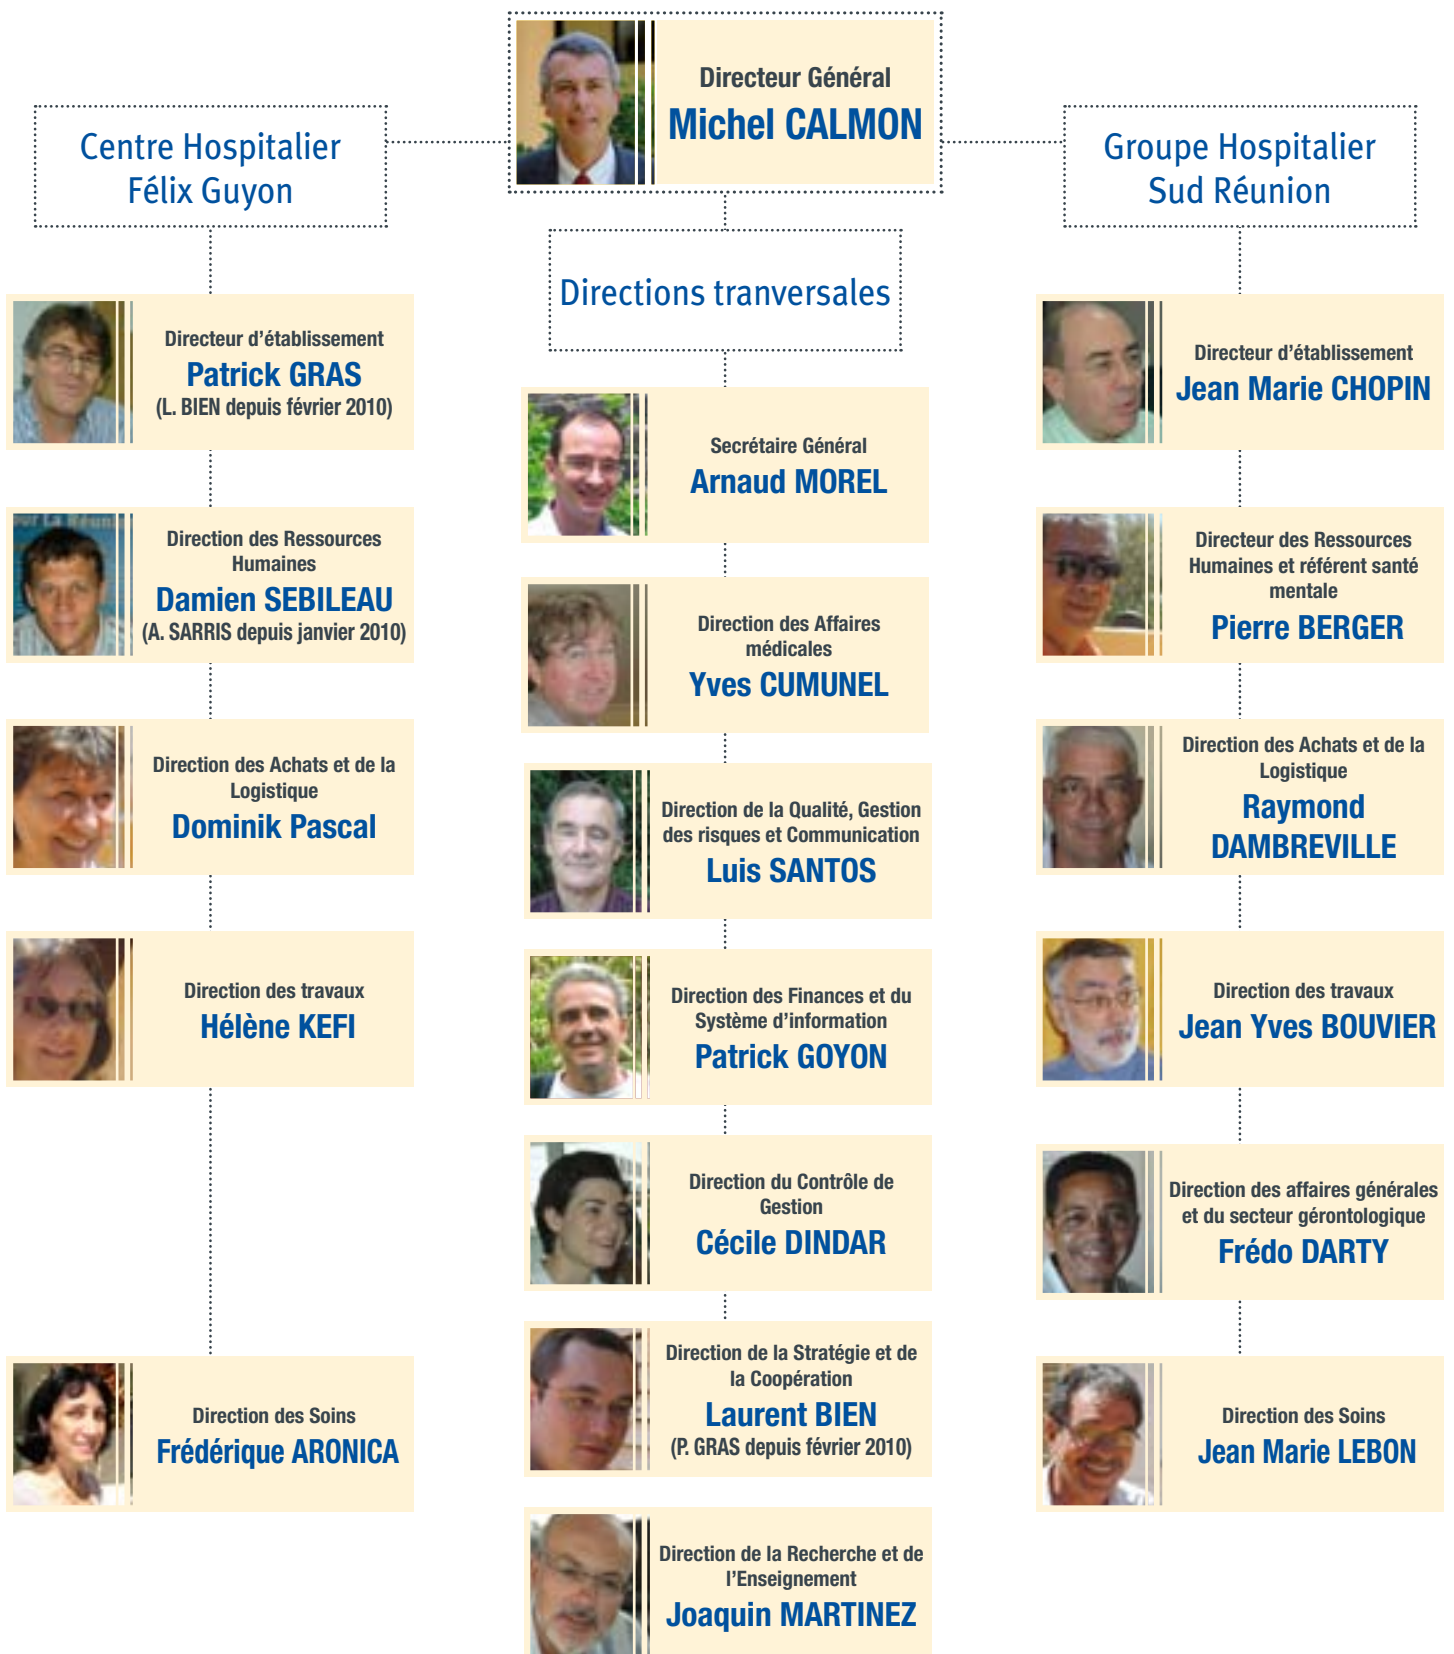 Directeur Général
Michel CALMON
Centre Hospitalier
Félix Guyon
Directeur d'établissement
Patrick GRAS
(L. BIEN depuis février 2010)
Direction des Ressources
Humaines
Damien SEBILEAU
(A. SARRIS depuis janvier 2010)
Direction des Achats et de la
Logistique
Dominik Pascal
Direction des travaux
Hélène KEFI
Direction des Soins
Frédérique ARONICA
Directions tranversales
Secrétaire Général
Arnaud MOREL
Direction des Affaires
médicales
Yves CUMUNEL
Direction de la Qualité, Gestion
des risques et Communication
Luis SANTOS
Direction des Finances et du
Système d'information
Patrick GOYON
Direction du Contrôle de
Gestion
Cécile DINDAR
Direction de la Stratégie et de
la Coopération
Laurent BIEN
(P. GRAS depuis février 2010)
Direction de la Recherche et de
l'Enseignement
Joaquin MARTINEZ
Groupe Hospitalier
Sud Réunion
Directeur d'établissement
Jean Marie CHOPIN
Directeur des Ressources
Humaines et référent santé
mentale
Pierre BERGER
Direction des Achats et de la
Logistique
Raymond
DAMBREVILLE
Direction des travaux
Jean Yves BOUVIER
Direction des affaires générales
et du secteur gérontologique
Frédo DARTY
Direction des Soins
Jean Marie LEBON